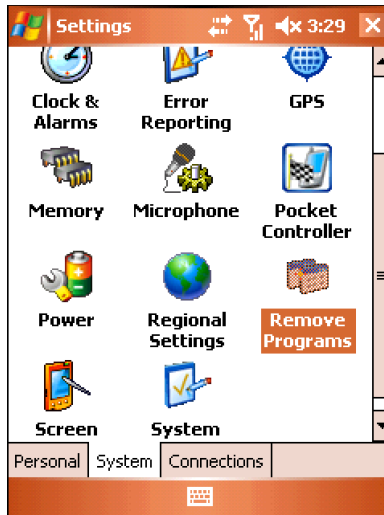 Settings 3:29
Clock & Alarms
Error Reporting
GPS
Memory
Microphone
Pocket Controller
Power
Regional Settings
Remove Programs
Screen
System
Personal System Connections